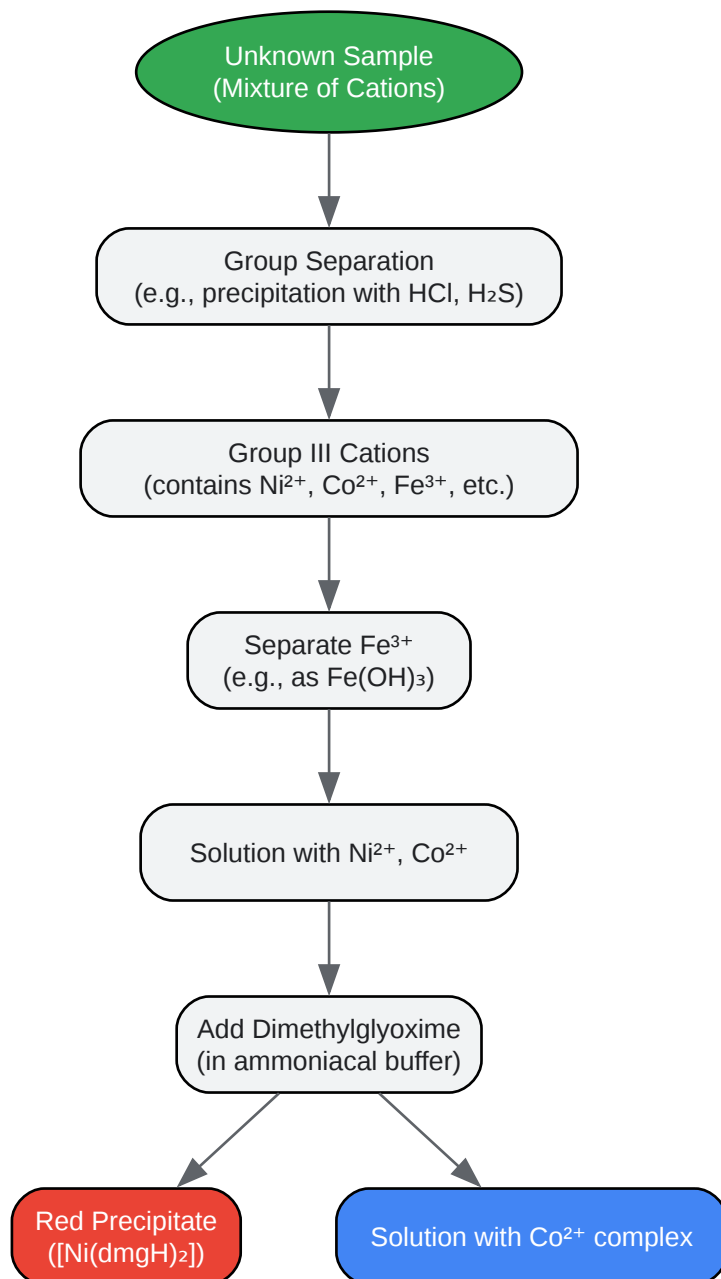 Unknown Sample
(Mixture of Cations)
Group Separation
(e.g., precipitation with HCl, H₂S)
Group III Cations
(contains Ni²⁺, Co²⁺, Fe³⁺, etc.)
Separate Fe³⁺
(e.g., as Fe(OH)₃)
Solution with Ni²⁺, Co²⁺
Add Dimethylglyoxime
(in ammoniacal buffer)
Red Precipitate
([Ni(dmgH)₂])
Solution with Co²⁺ complex